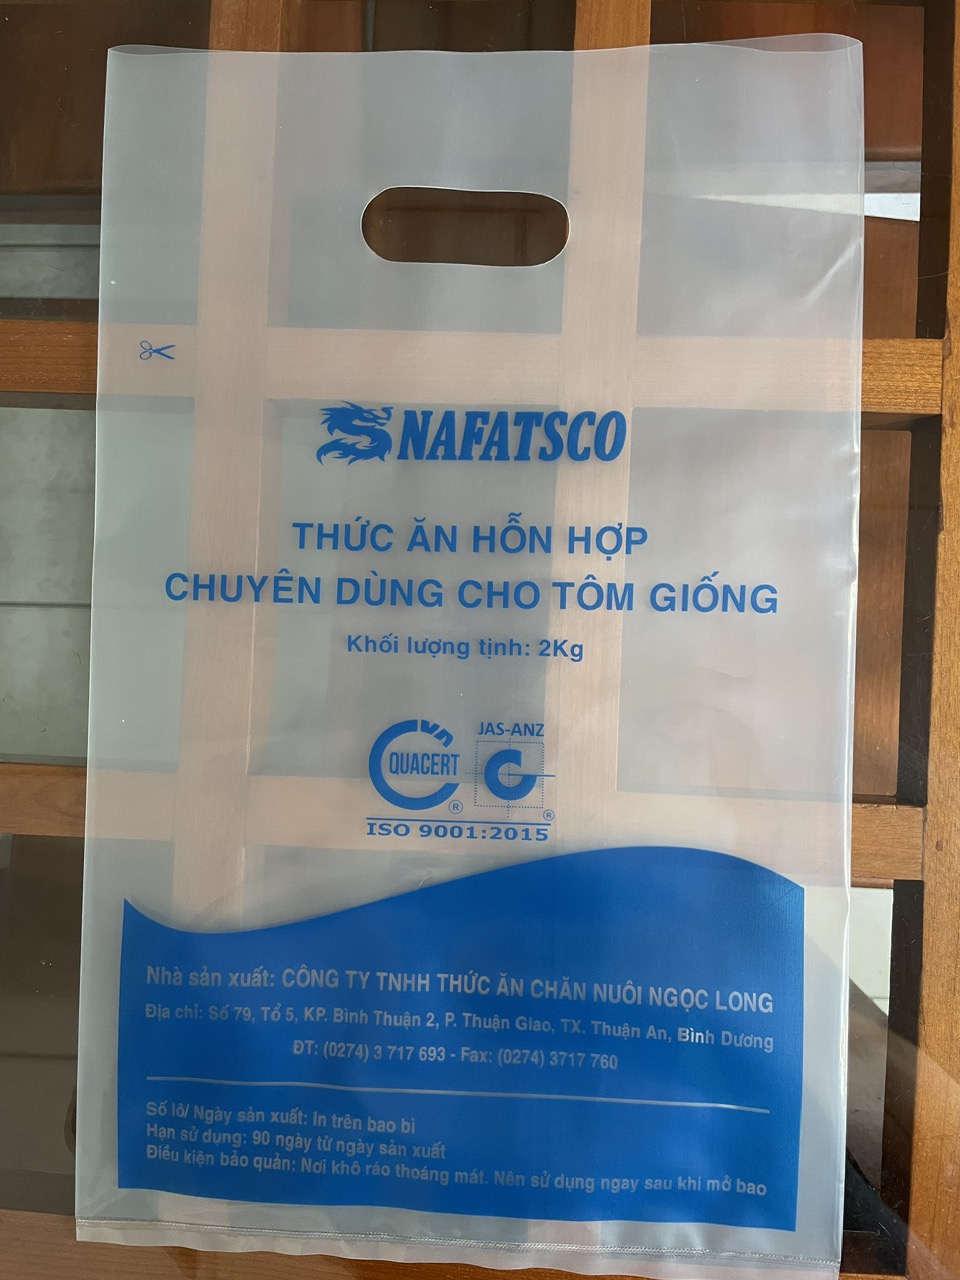 NAFATSCO
THỨC ĂN HỖN HỢP
CHUYÊN DÙNG CHO TÔM GIỐNG
Khối lượng tịnh: 2Kg
JAS-ANZ
QUACERT
®
®
ISO 9001:2015
Nhà sản xuất: CÔNG TY TNHH THỨC ĂN CHĂN NUÔI NGỌC LONG
Địa chỉ: Số 79, Tổ 5, KP. Bình Thuận 2, P. Thuận Giao, TX. Thuận An, Bình Dương
ĐT: (0274) 3 717 693 - Fax: (0274) 3717 760
Số lô/ Ngày sản xuất: In trên bao bì
Hạn sử dụng: 90 ngày từ ngày sản xuất
Điều kiện bảo quản: Nơi khô ráo thoáng mát. Nên sử dụng ngay sau khi mở bao